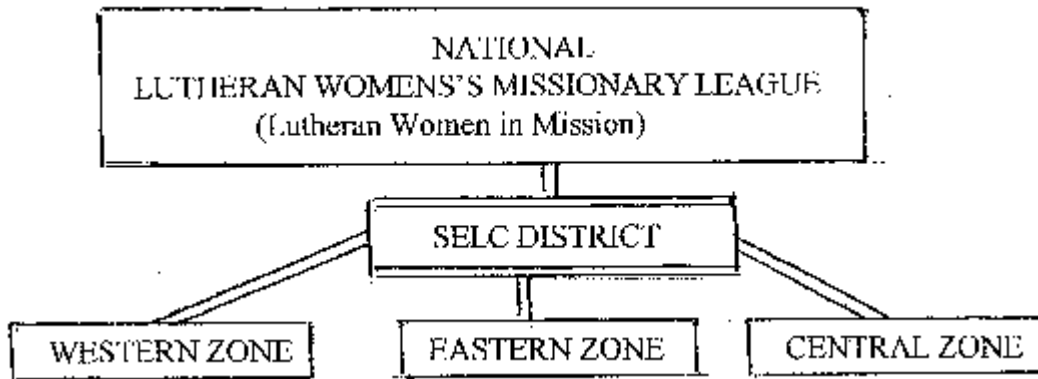 NATIONAL
LUTHERAN WOMENS'S MISSIONARY LEAGUE
(Lutheran Women in Mission)
SELC DISTRICT
WESTERN ZONE
EASTERN ZONE
CENTRAL ZONE